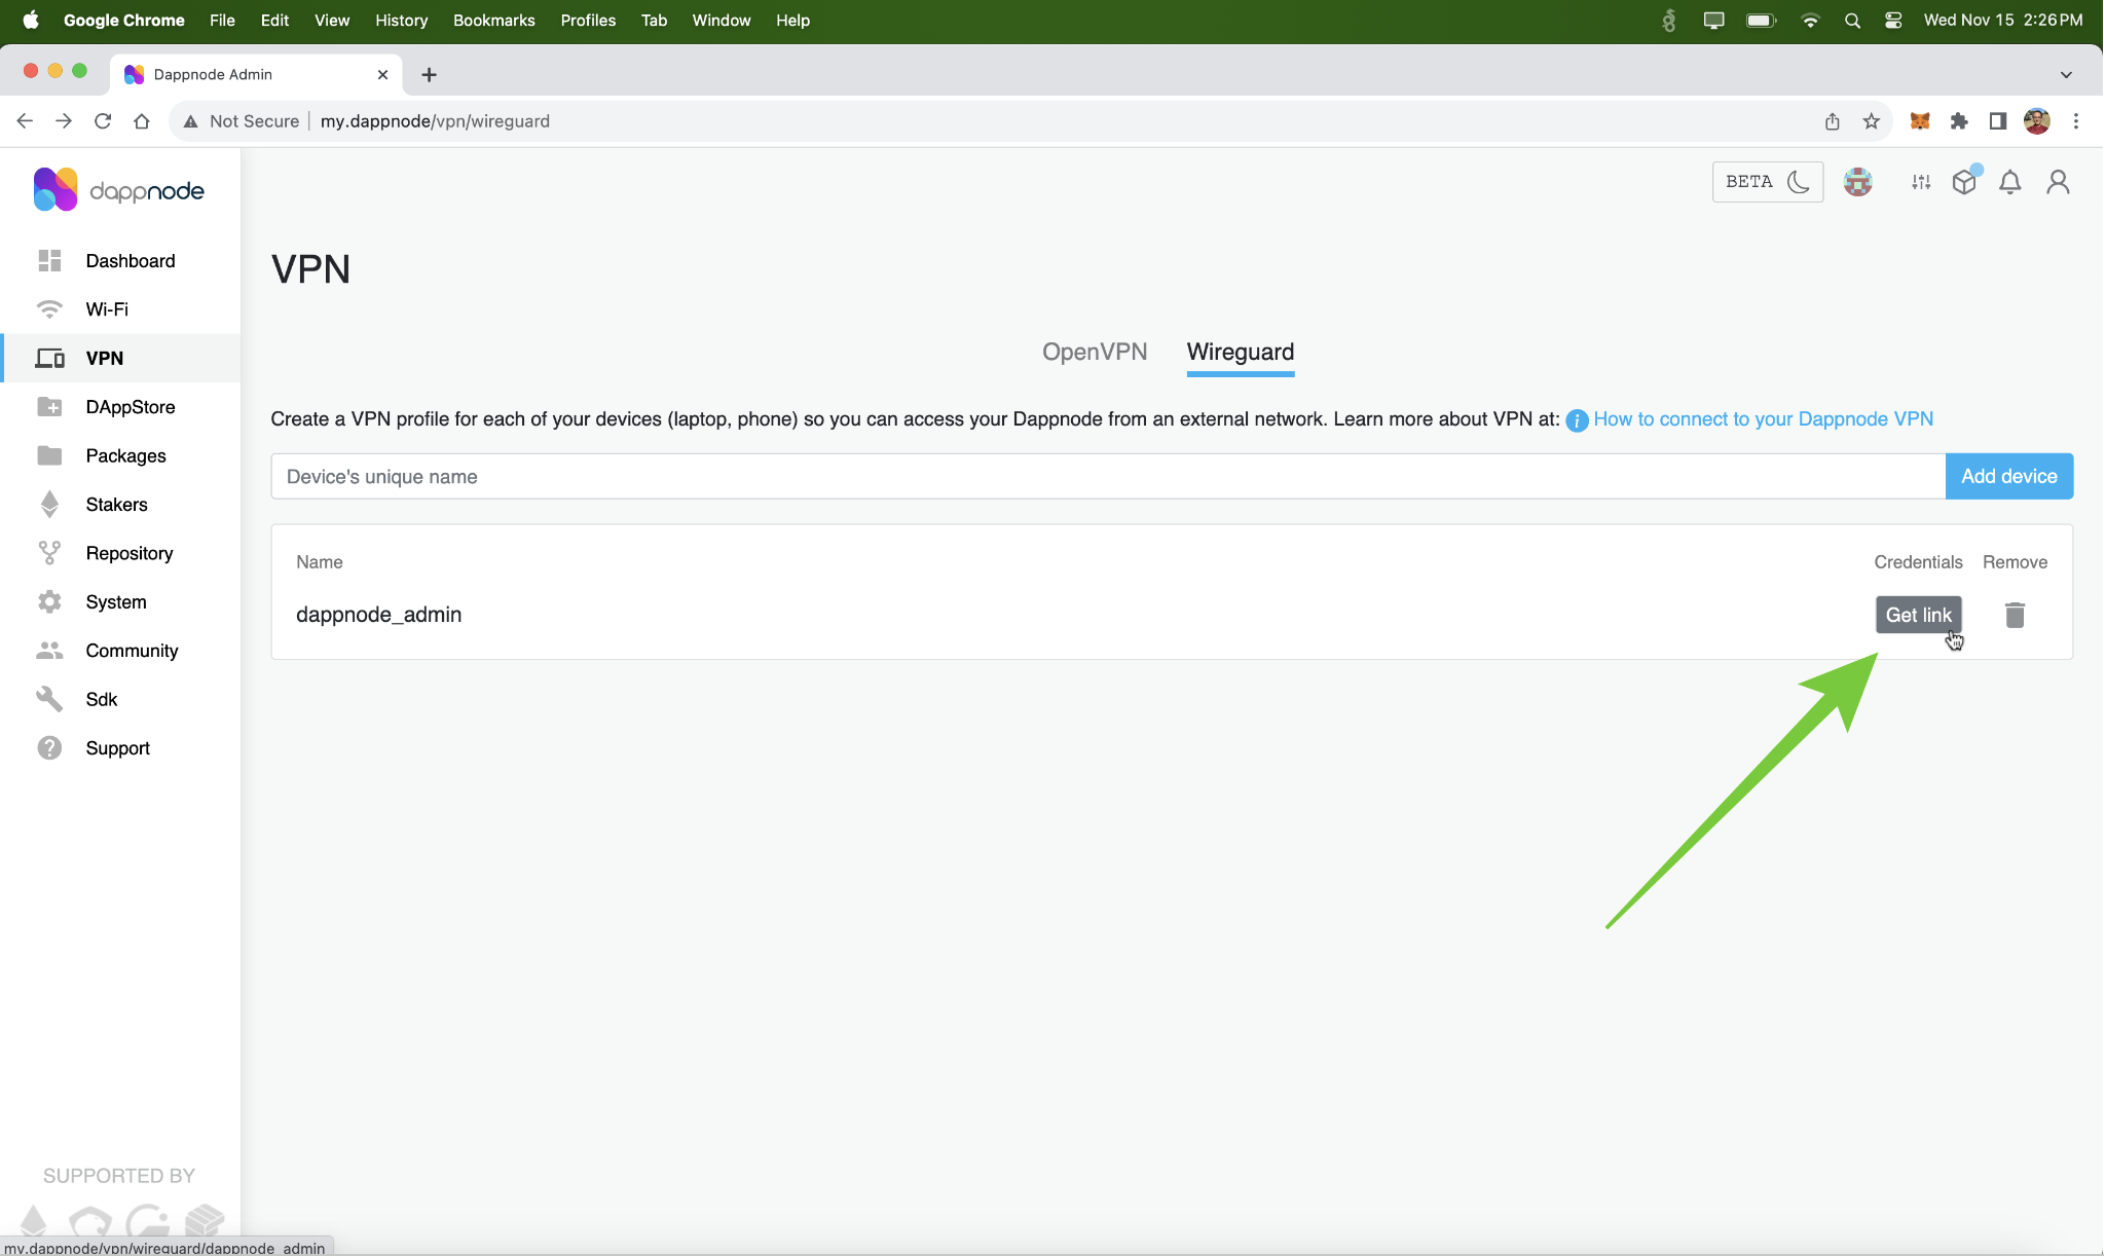 Google Chrome File Edit View History Bookmarks Profiles Tab Window Help Wed Nov 15 2:26 PM
Dappnode Admin
Not Secure my.dappnode/vpn/wireguard
dappnode
BETA
Dashboard
Wi-Fi
VPN
DAppStore
Packages
Stakers
Repository
System
Community
Sdk
Support
SUPPORTED BY
VPN
OpenVPN Wireguard
Create a VPN profile for each of your devices (laptop, phone) so you can access your Dappnode from an external network. Learn more about VPN at: i How to connect to your Dappnode VPN
Device's unique name Add device
Name Credentials Remove
dappnode_admin Get link
my.dappnode/vpn/wireguard/dappnode_admin